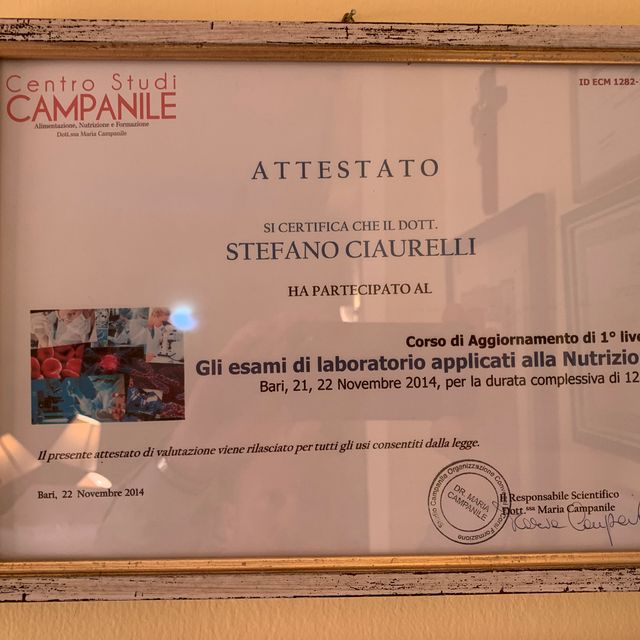 Centro Studi
CAMPANILE
Alimentazione, Nutrizione e Formazione
Dott.ssa Maria Campanile
ID ECM 1282-
ATTESTATO
SI CERTIFICA CHE IL DOTT.
STEFANO CIAURELLI
HA PARTECIPATO AL
Corso di Aggiornamento di 1° live
Gli esami di laboratorio applicati alla Nutrizio
Bari, 21, 22 Novembre 2014, per la durata complessiva di 12
Il presente attestato di valutazione viene rilasciato per tutti gli usi consentiti dalla legge.
Bari, 22 Novembre 2014
DR. MARIA
CAMPANILE
Il Responsabile Scientifico
Dott.ssa Maria Campanile